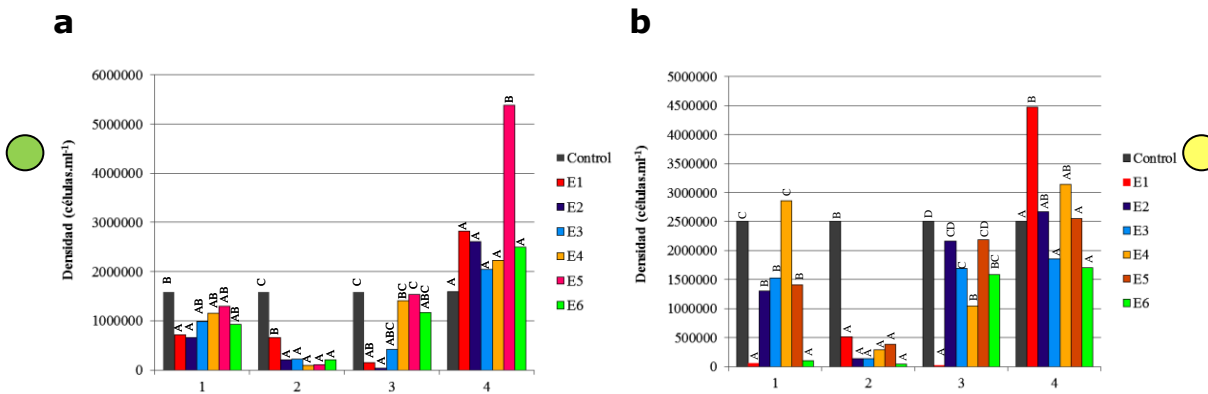 a
b
6000000
5000000
4000000
3000000
2000000
1000000
0
Densidad (células.ml-1)
B A A AB AB AB AB
C B A A A A A
C AB A ABC BC C ABC
A A A A A B A
1 2 3 4
Control
E1
E2
E3
E4
E5
E6
5000000
4500000
4000000
3500000
3000000
2500000
2000000
1500000
1000000
500000
0
Densidad (células.ml-1)
C A B B C B A
B A A A A A A
D A CD C B CD BC
A B AB A AB A A
1 2 3 4
Control
E1
E2
E3
E4
E5
E6